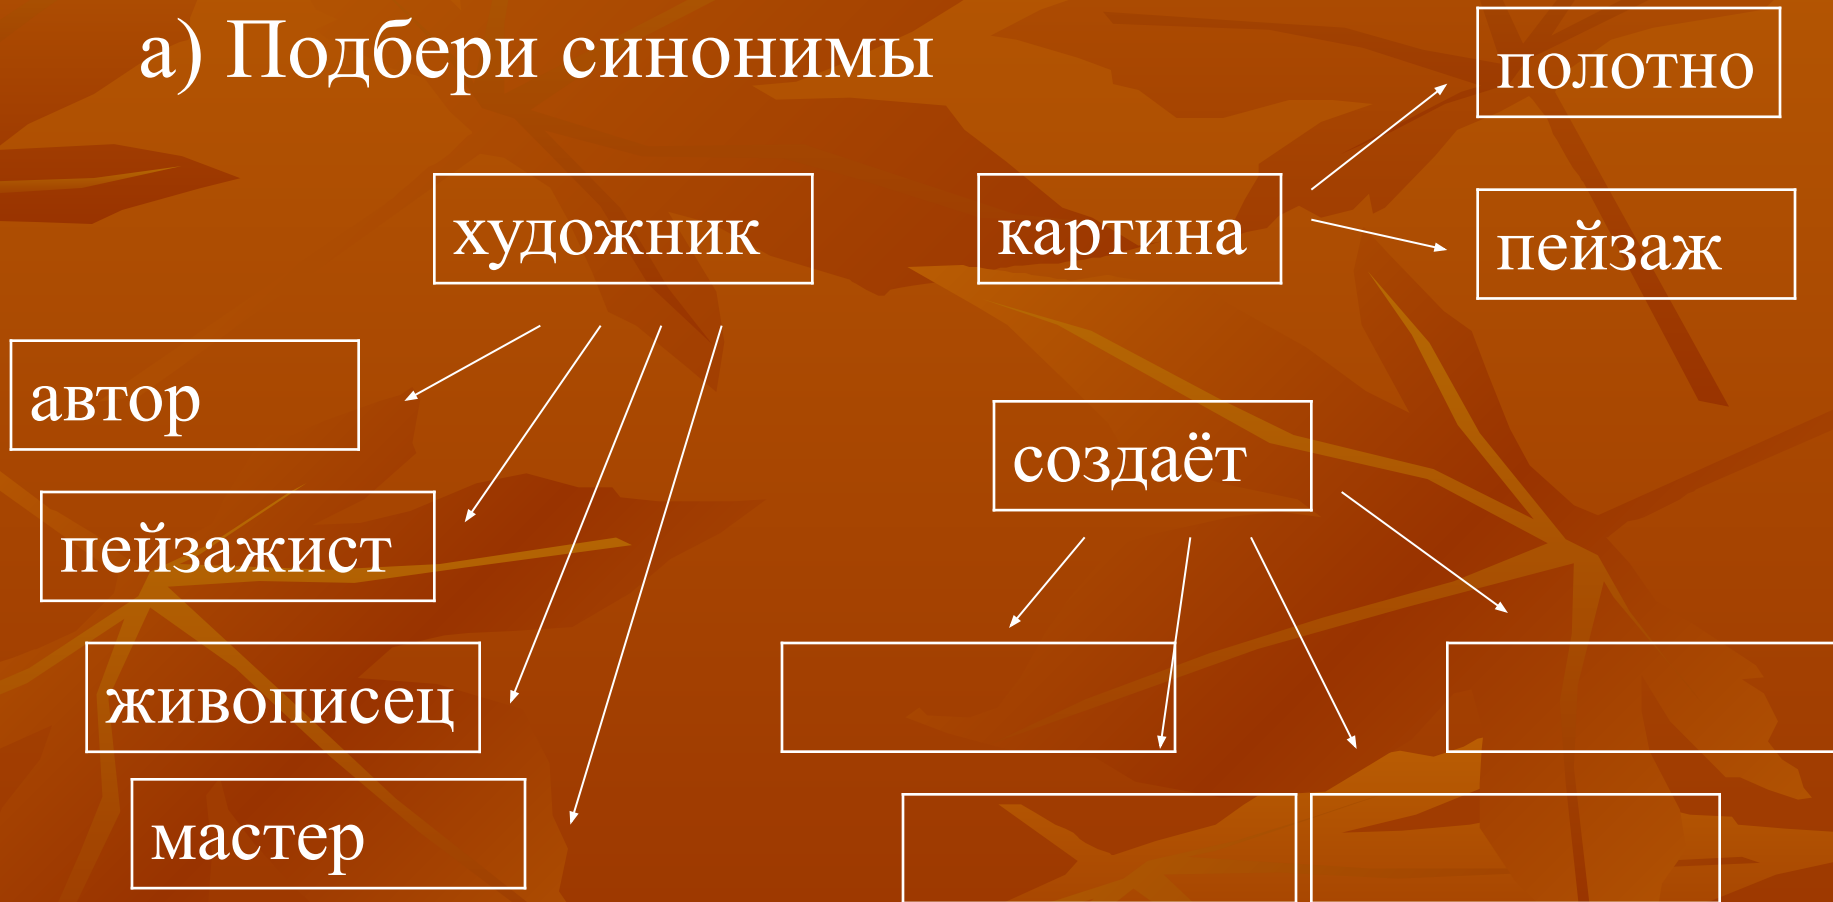 а) Подбери синонимы
полотно
художник
картина
пейзаж
автор
создаёт
пейзажист
живописец
мастер